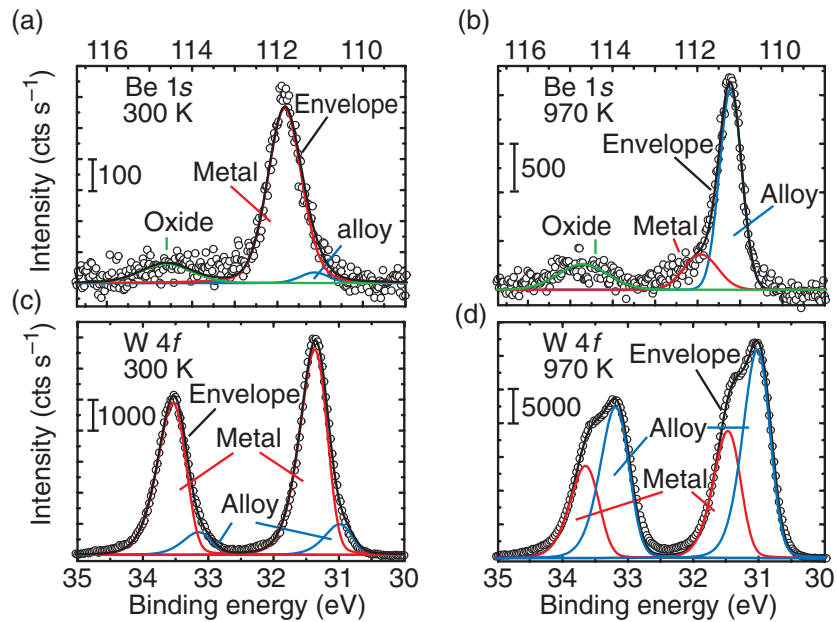 (a)
116 114 112 110
Be 1s
300 K
Envelope
100
Metal
Oxide
alloy
Intensity (cts s⁻¹)
(b)
116 114 112 110
Be 1s
970 K
Envelope
500
Alloy
Oxide
Metal
(c)
W 4f
300 K
Envelope
1000
Metal
Alloy
Intensity (cts s⁻¹)
35 34 33 32 31 30
Binding energy (eV)
(d)
W 4f
970 K
Envelope
5000
Alloy
Metal
35 34 33 32 31 30
Binding energy (eV)